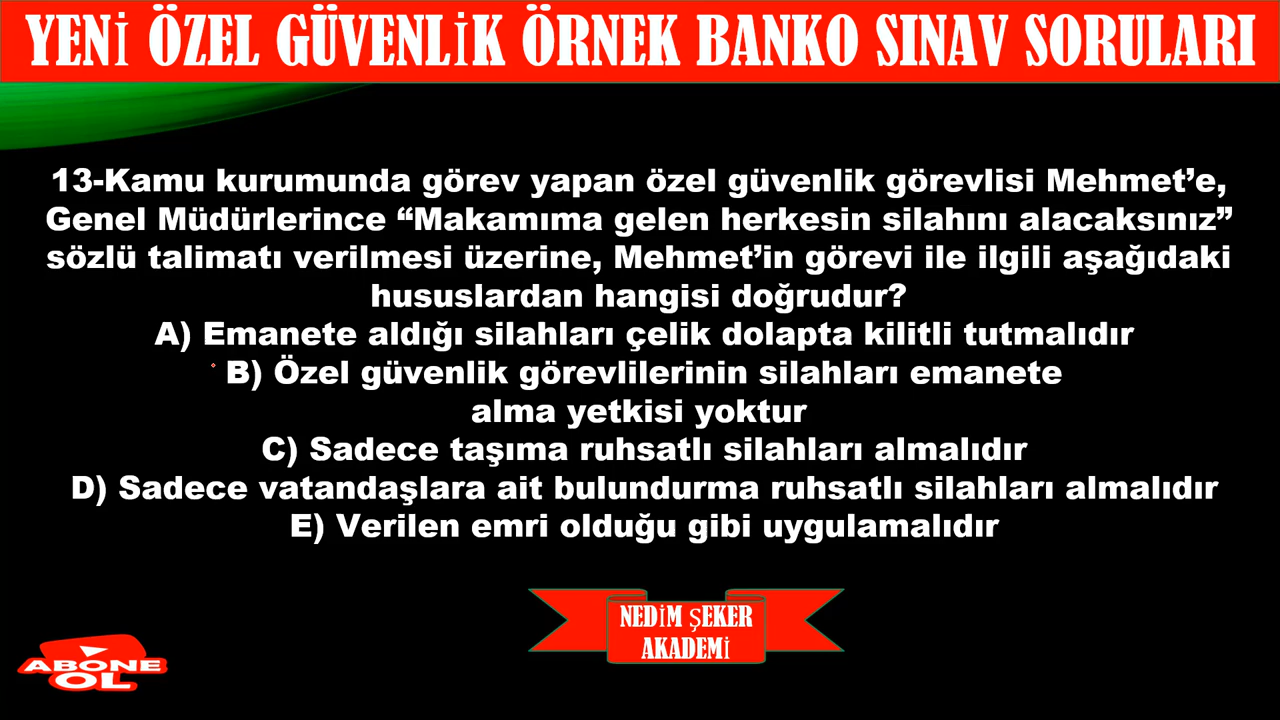 YENİ ÖZEL GÜVENLİK ÖRNEK BANKO SINAV SORULARI
13-Kamu kurumunda görev yapan özel güvenlik görevlisi Mehmet’e,
Genel Müdürlerince “Makamıma gelen herkesin silahını alacaksınız”
sözlü talimatı verilmesi üzerine, Mehmet’in görevi ile ilgili aşağıdaki
hususlardan hangisi doğrudur?
A) Emanete aldığı silahları çelik dolapta kilitli tutmalıdır
B) Özel güvenlik görevlilerinin silahları emanete
alma yetkisi yoktur
C) Sadece taşıma ruhsatlı silahları almalıdır
D) Sadece vatandaşlara ait bulundurma ruhsatlı silahları almalıdır
E) Verilen emri olduğu gibi uygulamalıdır
NEDİM ŞEKER
AKADEMİ
ABONE
OL